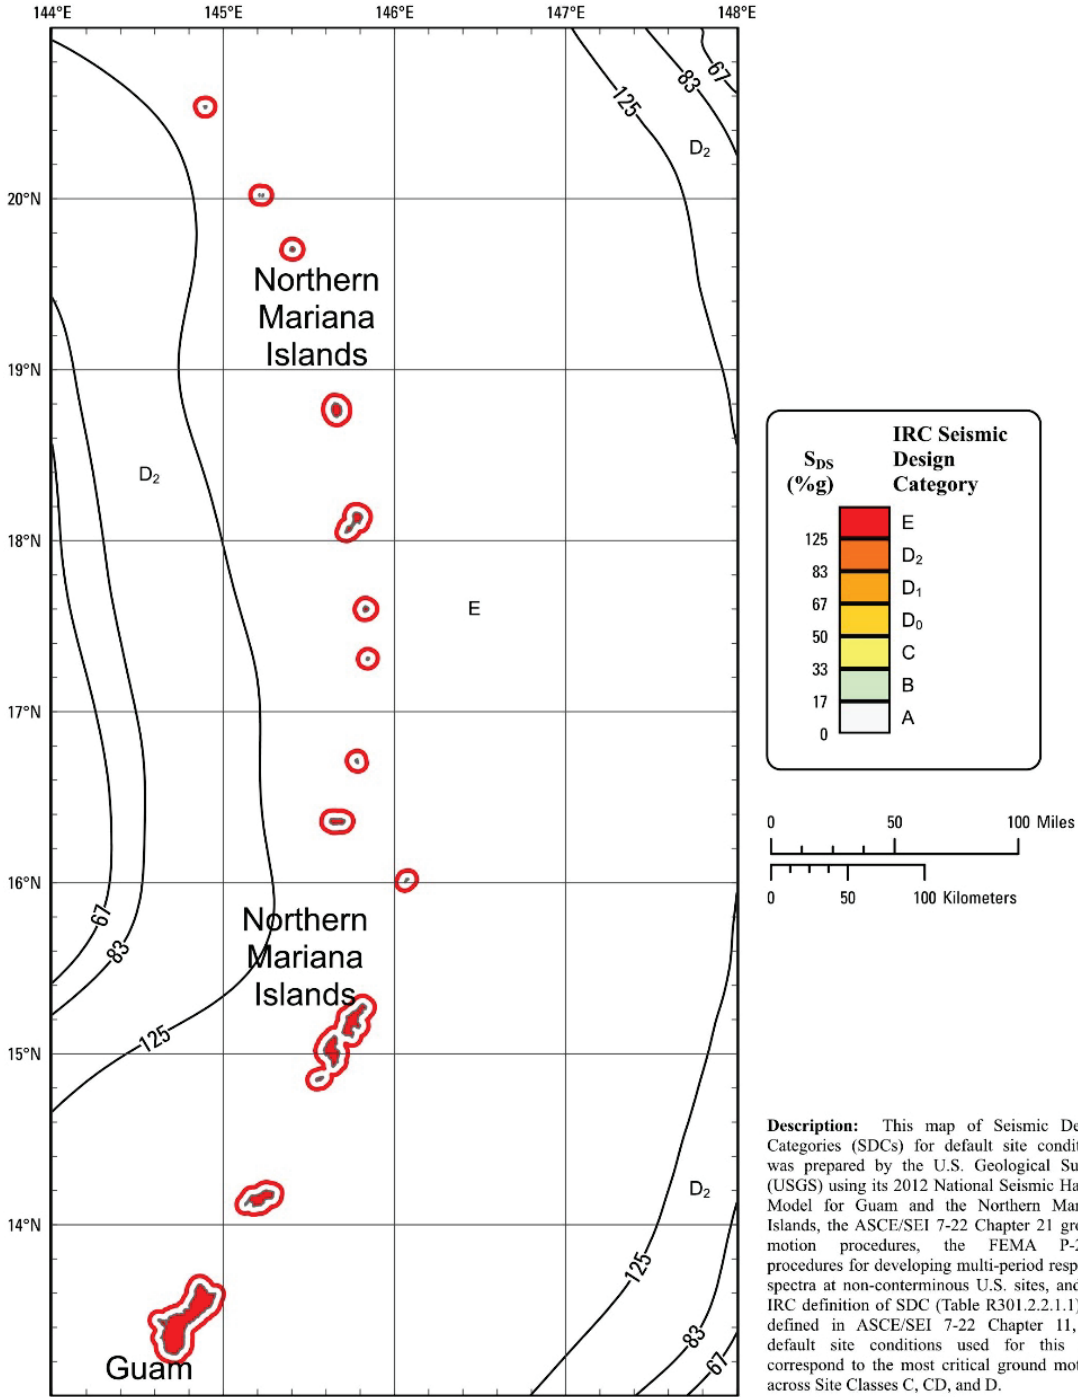 144°E 145°E 146°E 147°E 148°E
67
83
125
D2
20°N
Northern
Mariana
Islands
19°N
D2
18°N
E
17°N
16°N
67
83
Northern
Mariana
Islands
125
15°N
D2
14°N
125
83
67
Guam
IRC Seismic
SDS Design
(%g) Category
E
125
D2
83
D1
67
D0
50
C
33
B
17
A
0
0 50 100 Miles
0 50 100 Kilometers
Description: This map of Seismic De
Categories (SDCs) for default site condit
was prepared by the U.S. Geological Su
(USGS) using its 2012 National Seismic Ha
Model for Guam and the Northern Mar
Islands, the ASCE/SEI 7-22 Chapter 21 gro
motion procedures, the FEMA P-2
procedures for developing multi-period resp
spectra at non-conterminous U.S. sites, and
IRC definition of SDC (Table R301.2.2.1.1)
defined in ASCE/SEI 7-22 Chapter 11,
default site conditions used for this
correspond to the most critical ground mot
across Site Classes C, CD, and D.